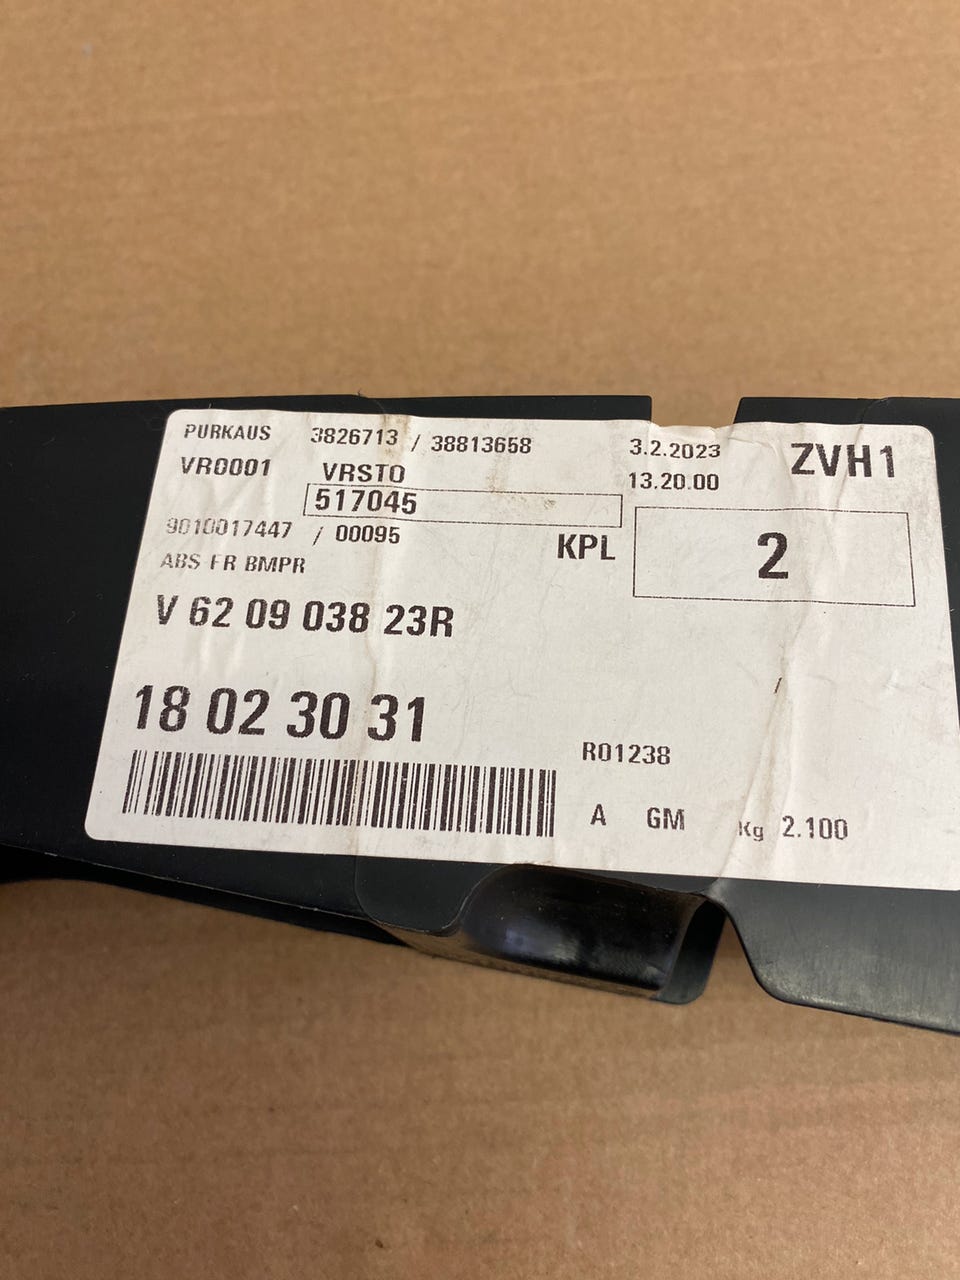 PURKAUS 3826713 / 38813658 3.2.2023 ZVH1
VR0001 VRSTO 13.20.00
517045
9010017447 / 00095 KPL 2
ABS FR BMPR
V 62 09 038 23R
18 02 30 31
R01238
A GM Kg 2.100